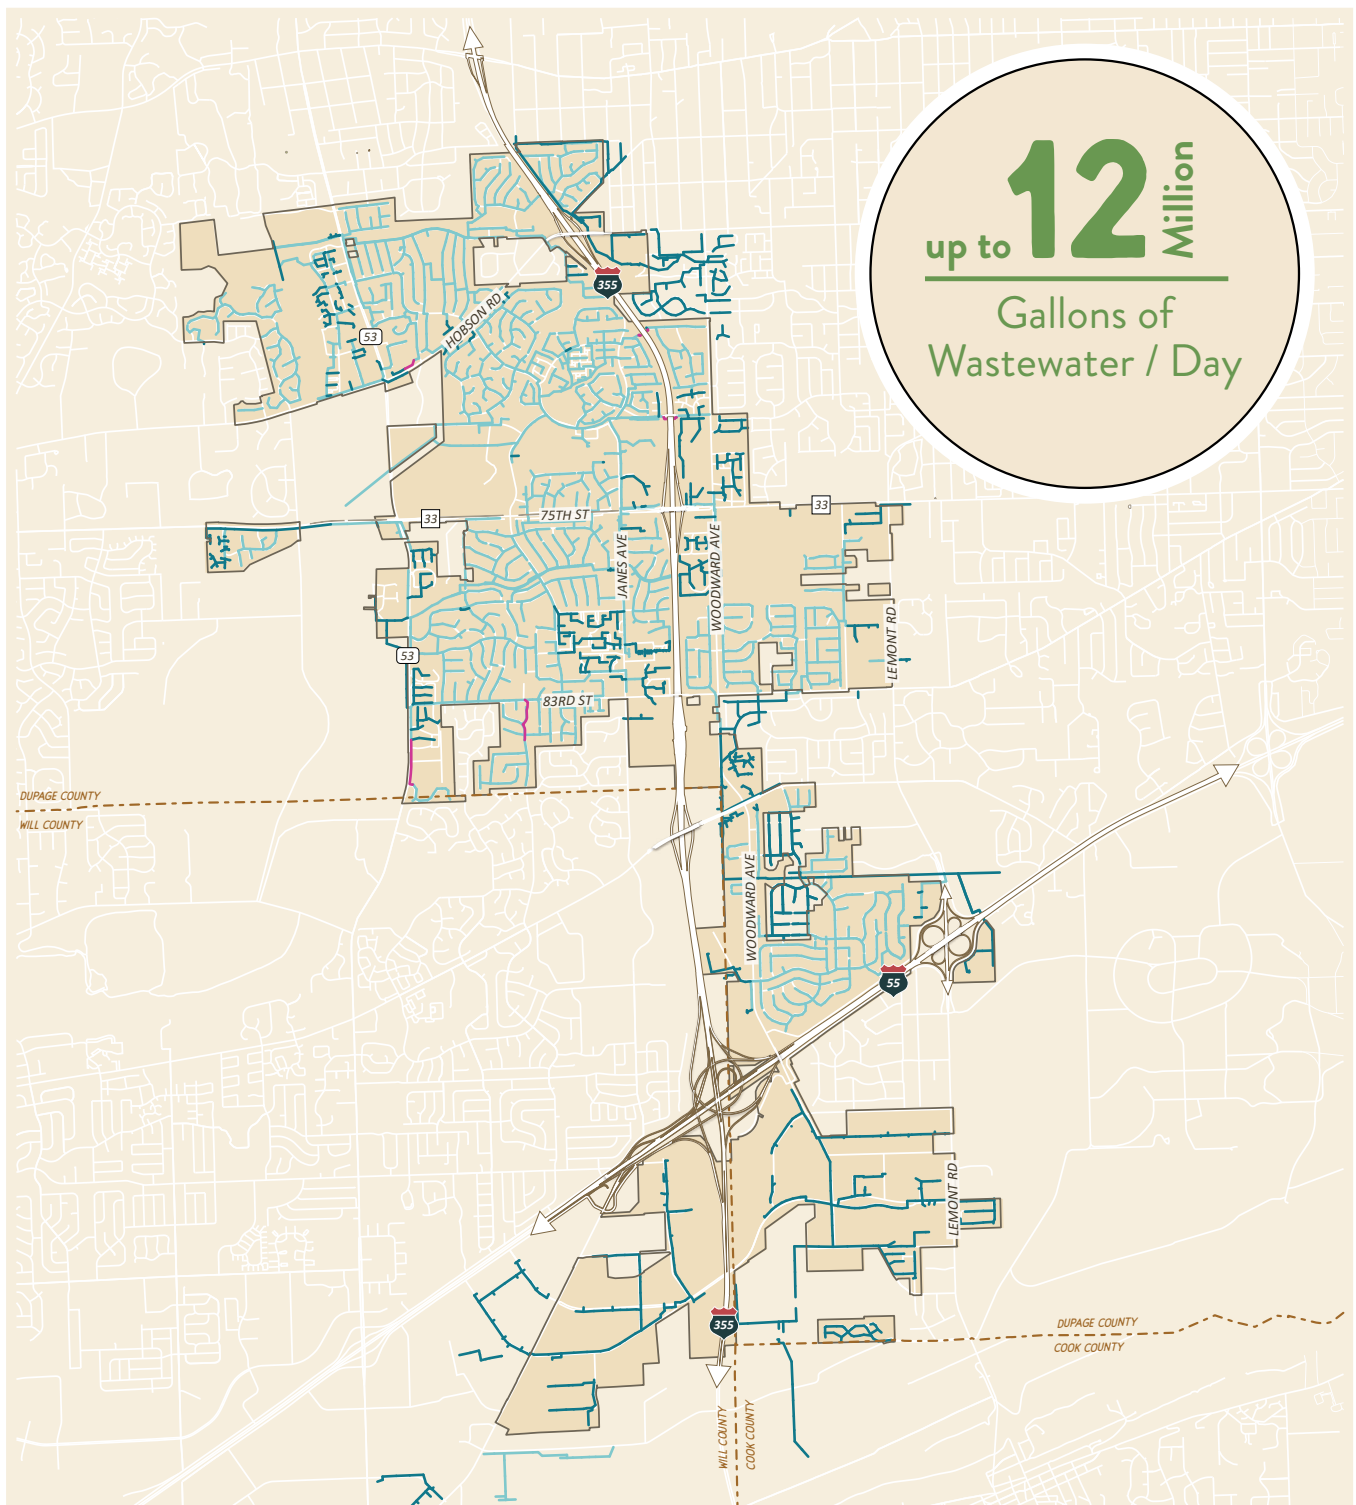 up to 12 Million
Gallons of
Wastewater / Day
355
HOBSON RD
53
33
75TH ST
33
JANES AVE
WOODWARD AVE
LEMONT RD
53
83RD ST
DUPAGE COUNTY
WILL COUNTY
WOODWARD AVE
55
LEMONT RD
355
DUPAGE COUNTY
COOK COUNTY
WILL COUNTY
COOK COUNTY